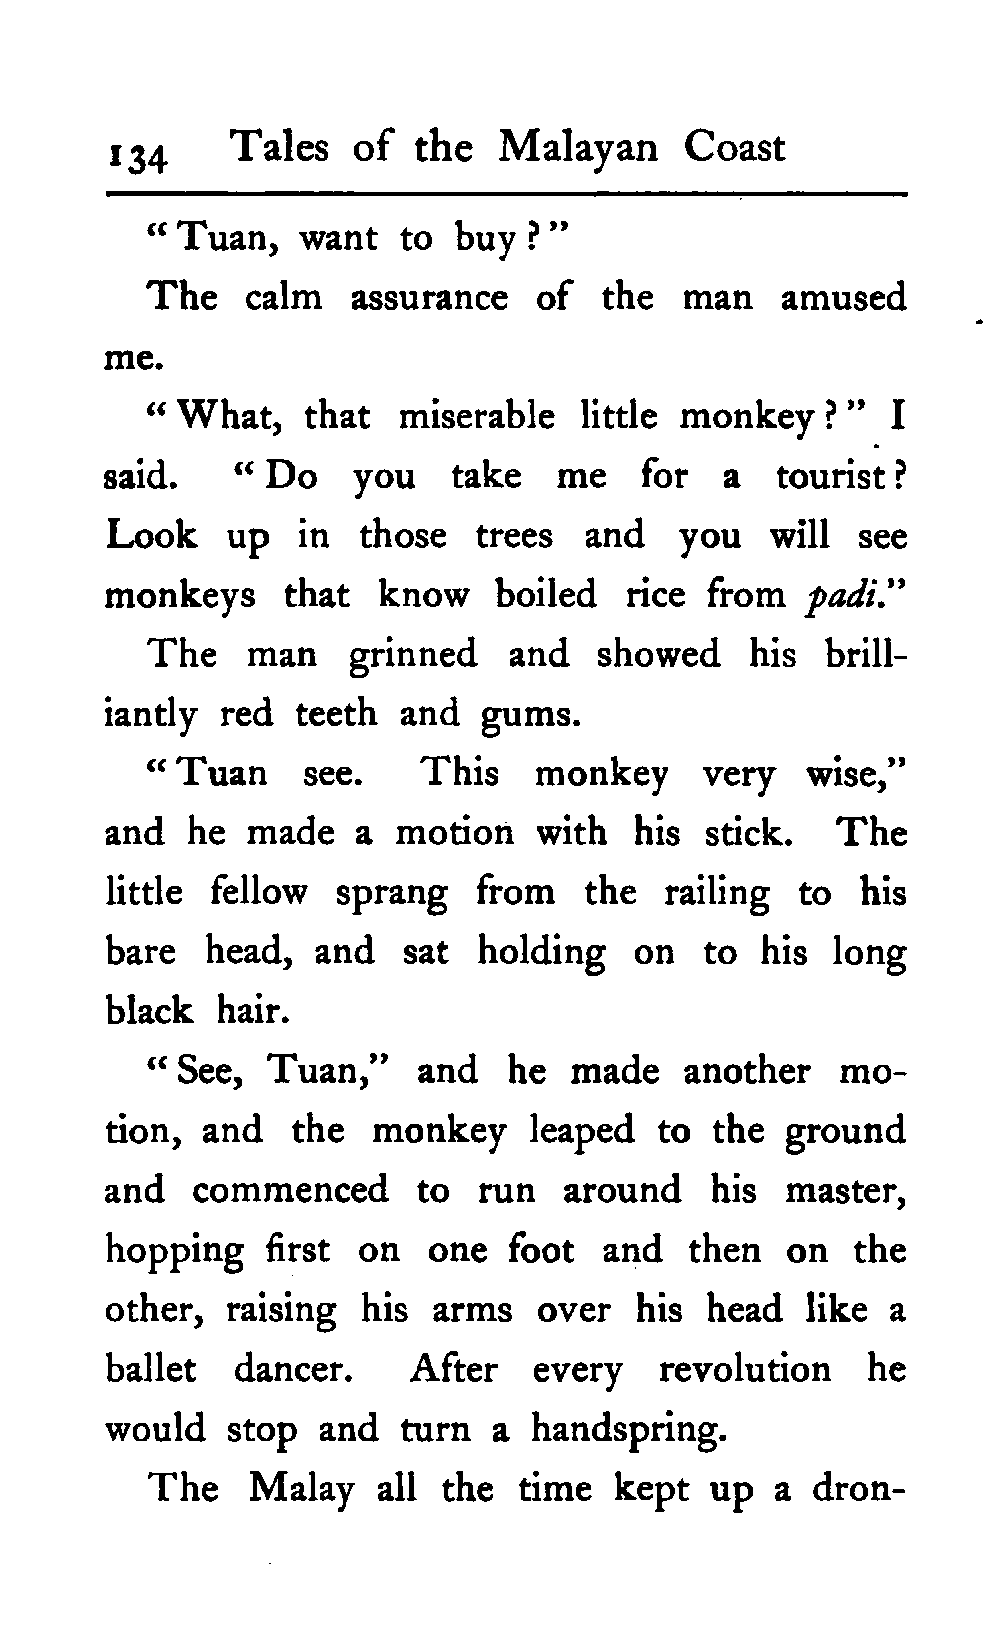 134 Tales of the Malayan Coast
“Tuan, want to buy?”
The calm assurance of the man amused
me.
“What, that miserable little monkey?” I
said. “Do you take me for a tourist?
Look up in those trees and you will see
monkeys that know boiled rice from padi.”
The man grinned and showed his brill-
iantly red teeth and gums.
“Tuan see. This monkey very wise,”
and he made a motion with his stick. The
little fellow sprang from the railing to his
bare head, and sat holding on to his long
black hair.
“See, Tuan,” and he made another mo-
tion, and the monkey leaped to the ground
and commenced to run around his master,
hopping first on one foot and then on the
other, raising his arms over his head like a
ballet dancer. After every revolution he
would stop and turn a handspring.
The Malay all the time kept up a dron-